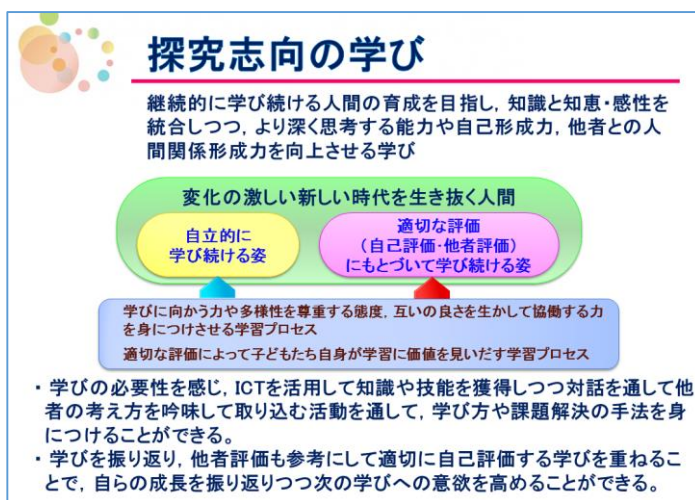 探究志向の学び
継続的に学び続ける人間の育成を目指し，知識と知恵・感性を
統合しつつ，より深く思考する能力や自己形成力，他者との人
間関係形成力を向上させる学び
変化の激しい新しい時代を生き抜く人間
自立的に
学び続ける姿
適切な評価
（自己評価・他者評価）
にもとづいて学び続ける姿
学びに向かう力や多様性を尊重する態度，互いの良さを生かして協働する力
を身につけさせる学習プロセス
適切な評価によって子どもたち自身が学習に価値を見いだす学習プロセス
・学びの必要性を感じ，ICTを活用して知識や技能を獲得しつつ対話を通して他
者の考え方を吟味して取り込む活動を通して，学び方や課題解決の手法を身
につけることができる。
・学びを振り返り，他者評価も参考にして適切に自己評価する学びを重ねるこ
とで，自らの成長を振り返りつつ次の学びへの意欲を高めることができる。